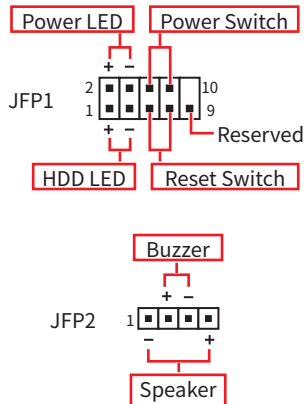 Power LED Power Switch
+ −
2 10
JFP1
1 9
+ − Reserved
HDD LED Reset Switch
Buzzer
+ −
JFP2 1
− +
Speaker